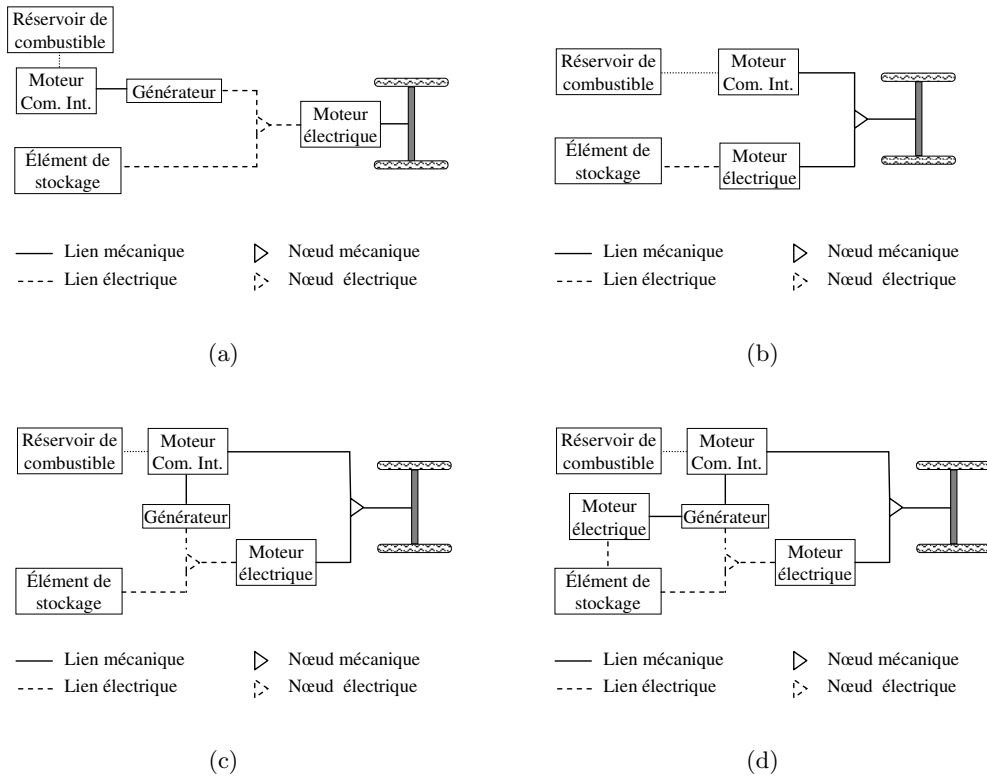 Réservoir de
combustible
Moteur
Com. Int.
Générateur
Moteur
électrique
Élément de
stockage
Lien mécanique
Nœud mécanique
Lien électrique
Nœud électrique
(a)
Réservoir de
combustible
Moteur
Com. Int.
Élément de
stockage
Moteur
électrique
Lien mécanique
Nœud mécanique
Lien électrique
Nœud électrique
(b)
Réservoir de
combustible
Moteur
Com. Int.
Générateur
Moteur
électrique
Élément de
stockage
Lien mécanique
Nœud mécanique
Lien électrique
Nœud électrique
(c)
Réservoir de
combustible
Moteur
Com. Int.
Moteur
électrique
Générateur
Moteur
électrique
Élément de
stockage
Lien mécanique
Nœud mécanique
Lien électrique
Nœud électrique
(d)